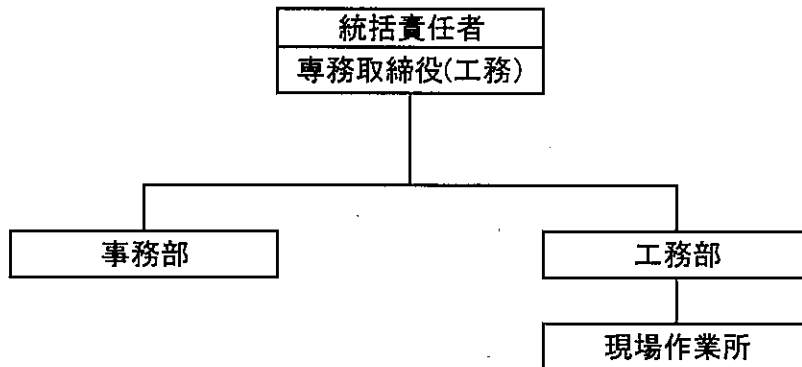 統括責任者
専務取締役(工務)
事務部
工務部
現場作業所